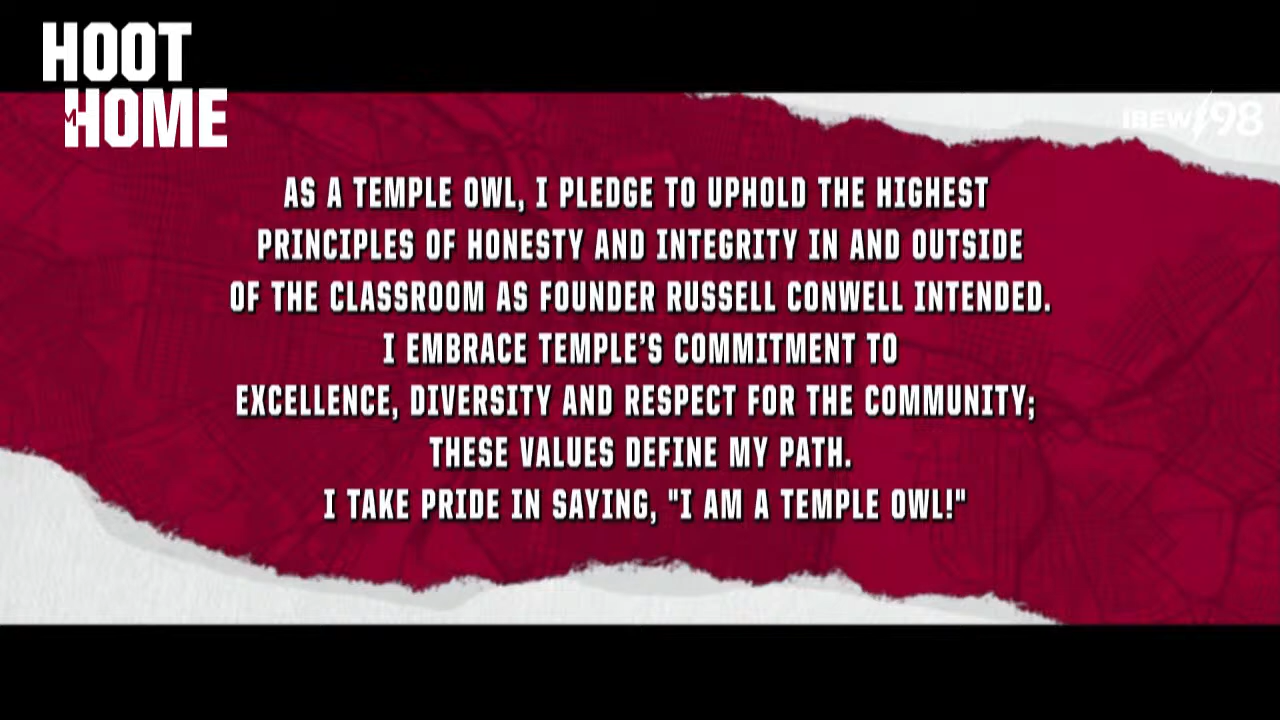 HOOT
HOME
IBEW 98
AS A TEMPLE OWL, I PLEDGE TO UPHOLD THE HIGHEST
PRINCIPLES OF HONESTY AND INTEGRITY IN AND OUTSIDE
OF THE CLASSROOM AS FOUNDER RUSSELL CONWELL INTENDED.
I EMBRACE TEMPLE'S COMMITMENT TO
EXCELLENCE, DIVERSITY AND RESPECT FOR THE COMMUNITY;
THESE VALUES DEFINE MY PATH.
I TAKE PRIDE IN SAYING, "I AM A TEMPLE OWL!"